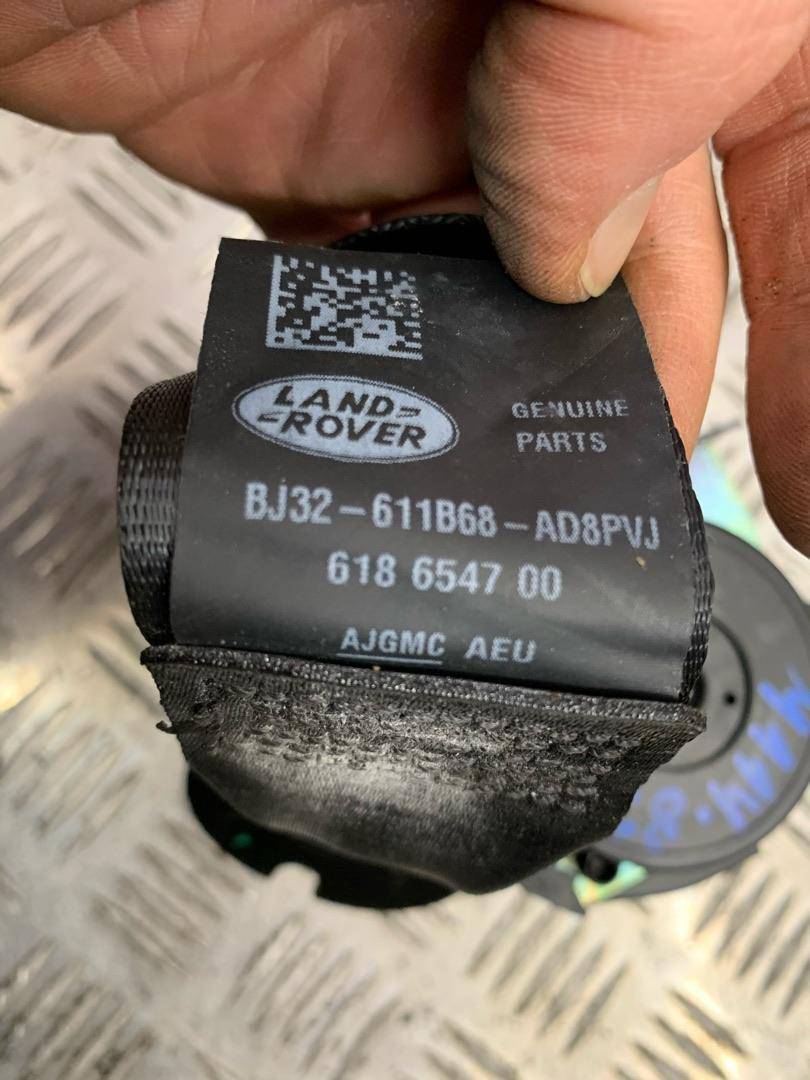 LAND
ROVER
GENUINE
PARTS
BJ32-611B68-AD8PVJ
618 6547 00
AJGMC AEU